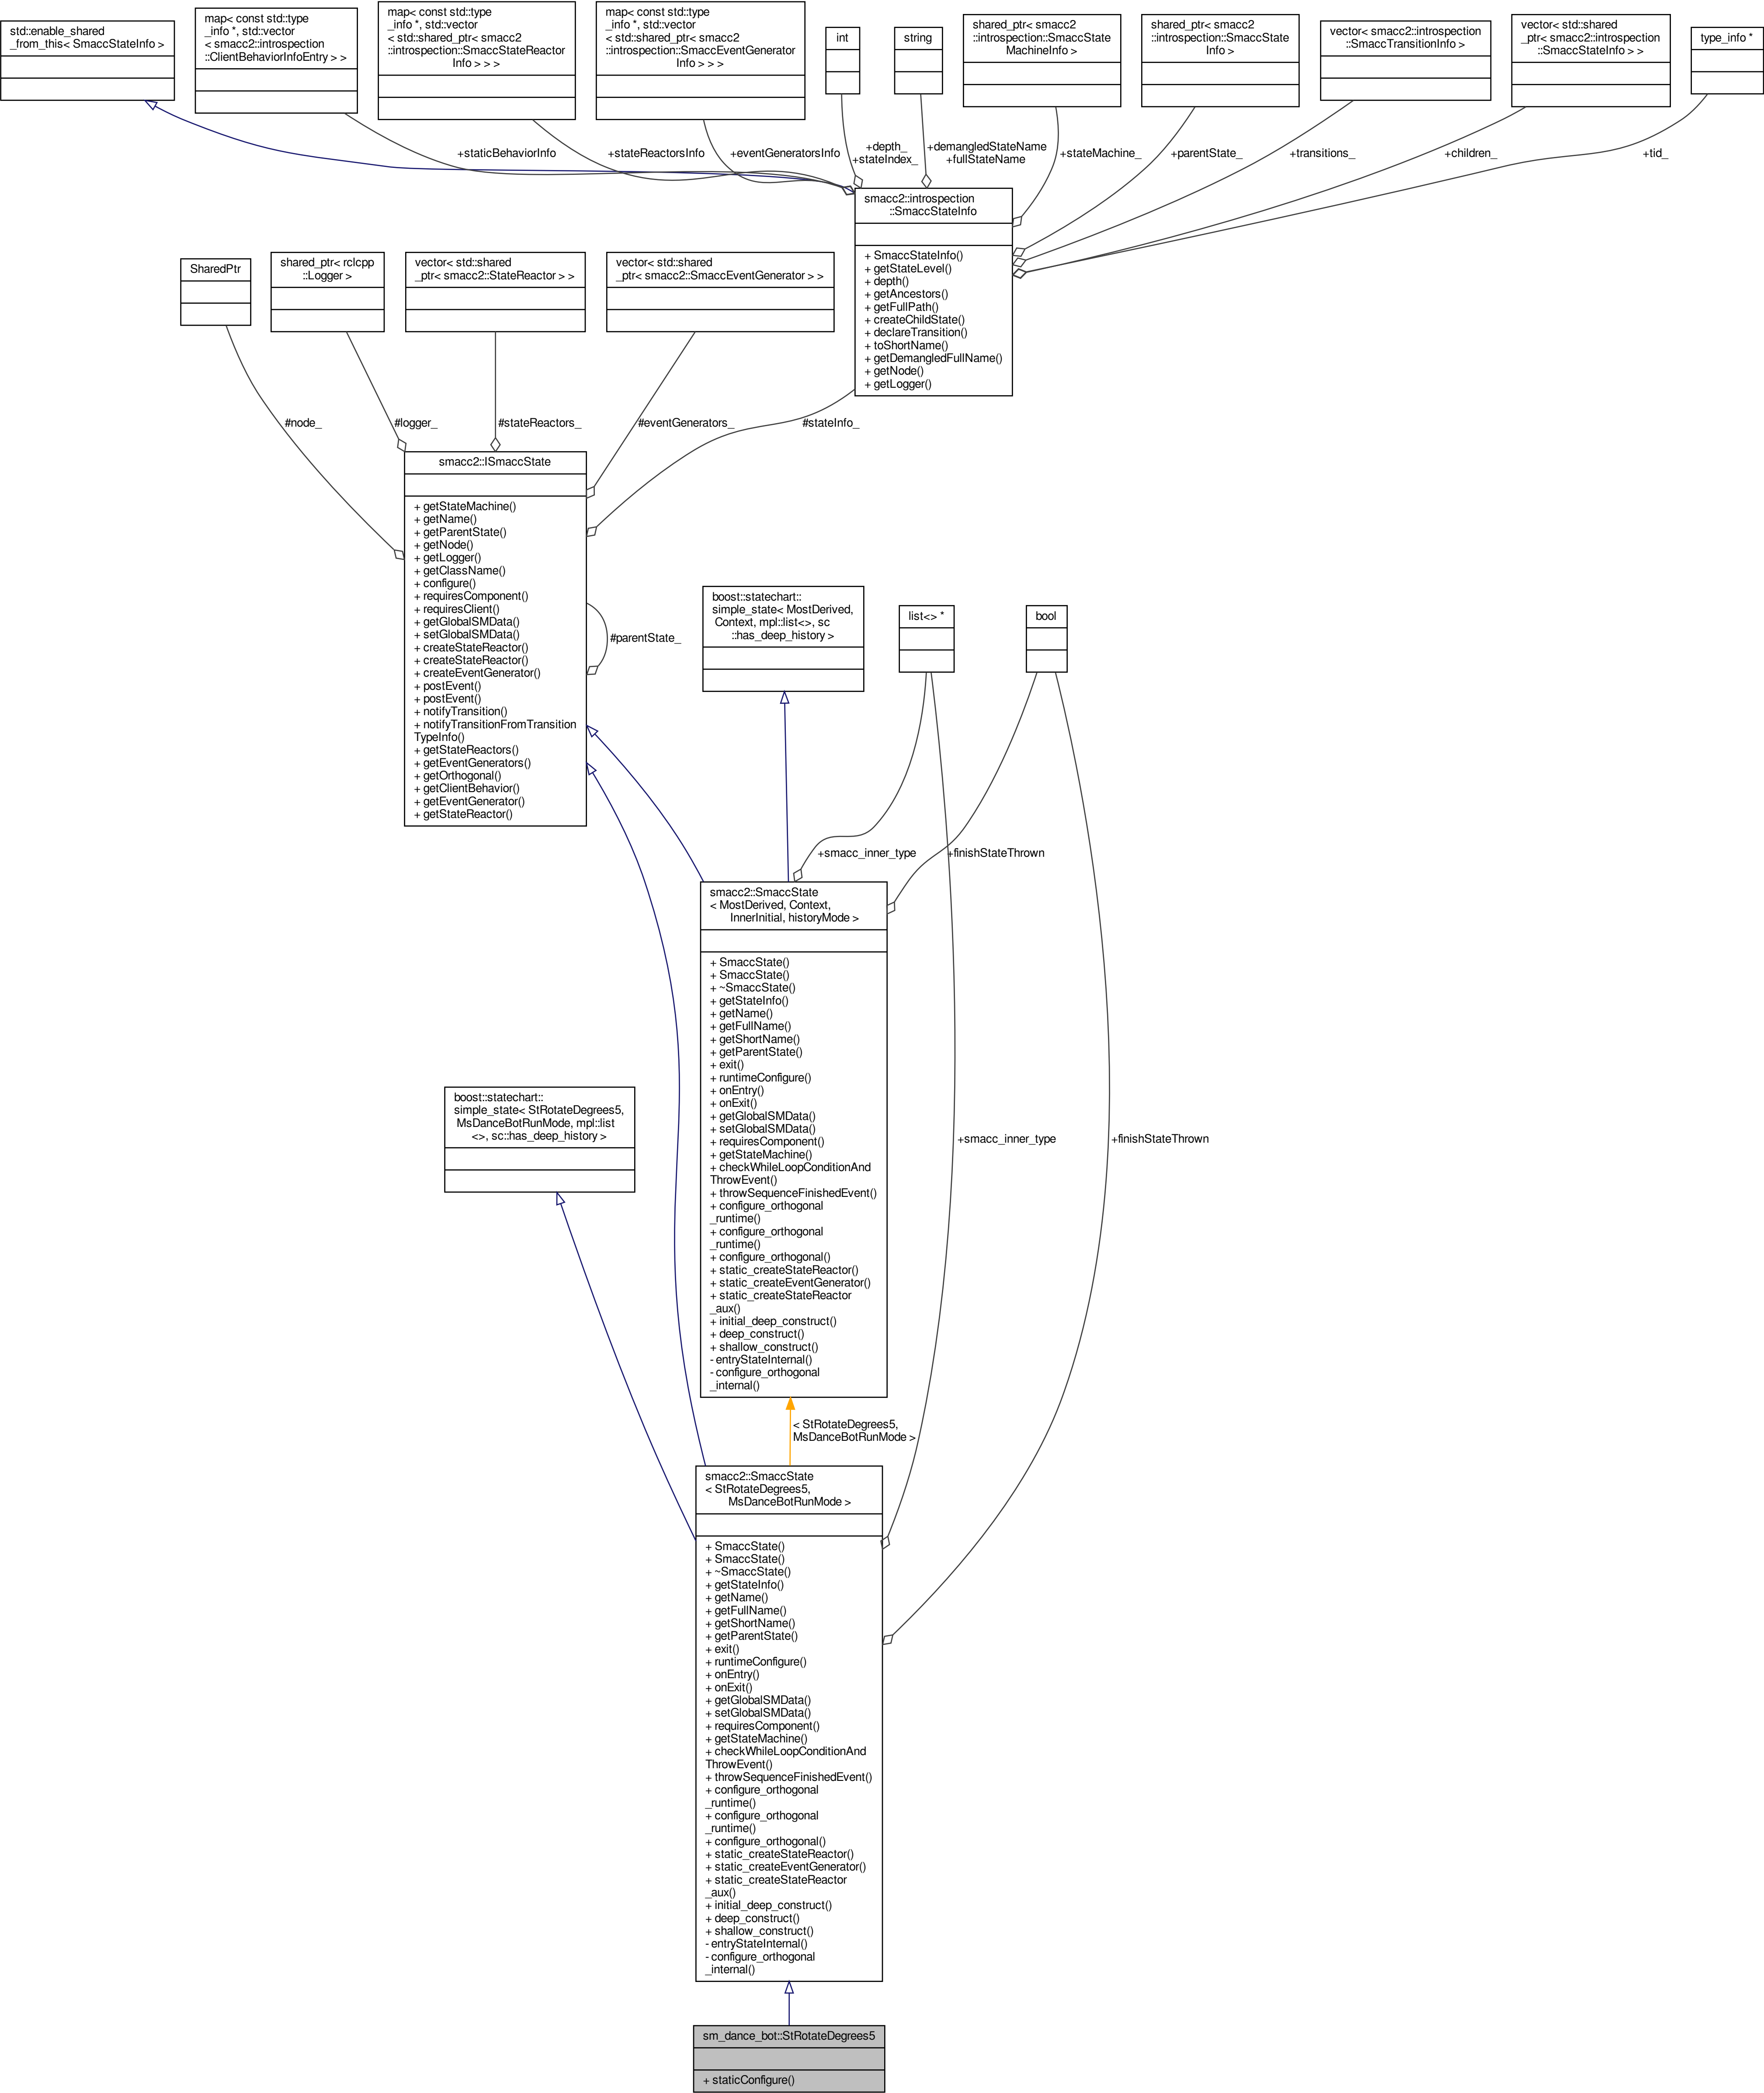 std::enable_shared
_from_this< SmaccStateInfo >
map< const std::type
_info *, std::vector
< smacc2::introspection
::ClientBehaviorInfoEntry > >
map< const std::type
_info *, std::vector
< std::shared_ptr< smacc2
::introspection::SmaccStateReactor
Info > > >
map< const std::type
_info *, std::vector
< std::shared_ptr< smacc2
::introspection::SmaccEventGenerator
Info > > >
int
string
shared_ptr< smacc2
::introspection::SmaccState
MachineInfo >
shared_ptr< smacc2
::introspection::SmaccState
Info >
vector< smacc2::introspection
::SmaccTransitionInfo >
vector< std::shared
_ptr< smacc2::introspection
::SmaccStateInfo > >
type_info *
+staticBehaviorInfo
+stateReactorsInfo
+eventGeneratorsInfo
+depth_
+stateIndex_
+demangledStateName
+fullStateName
+stateMachine_
+parentState_
+transitions_
+children_
+tid_
smacc2::introspection
::SmaccStateInfo
+ SmaccStateInfo()
+ getStateLevel()
+ depth()
+ getAncestors()
+ getFullPath()
+ createChildState()
+ declareTransition()
+ toShortName()
+ getDemangledFullName()
+ getNode()
+ getLogger()
SharedPtr
shared_ptr< rclcpp
::Logger >
vector< std::shared
_ptr< smacc2::StateReactor > >
vector< std::shared
_ptr< smacc2::SmaccEventGenerator > >
#node_
#logger_
#stateReactors_
#eventGenerators_
#stateInfo_
smacc2::ISmaccState
+ getStateMachine()
+ getName()
+ getParentState()
+ getNode()
+ getLogger()
+ getClassName()
+ configure()
+ requiresComponent()
+ requiresClient()
+ getGlobalSMData()
+ setGlobalSMData()
+ createStateReactor()
+ createStateReactor()
+ createEventGenerator()
+ postEvent()
+ postEvent()
+ notifyTransition()
+ notifyTransitionFromTransition
TypeInfo()
+ getStateReactors()
+ getEventGenerators()
+ getOrthogonal()
+ getClientBehavior()
+ getEventGenerator()
+ getStateReactor()
#parentState_
boost::statechart::
simple_state< MostDerived,
Context, mpl::list<>, sc
::has_deep_history >
list<> *
bool
+smacc_inner_type
+finishStateThrown
smacc2::SmaccState
< MostDerived, Context,
InnerInitial, historyMode >
+ SmaccState()
+ SmaccState()
+ ~SmaccState()
+ getStateInfo()
+ getName()
+ getFullName()
+ getShortName()
+ getParentState()
+ exit()
+ runtimeConfigure()
+ onEntry()
+ onExit()
+ getGlobalSMData()
+ setGlobalSMData()
+ requiresComponent()
+ getStateMachine()
+ checkWhileLoopConditionAnd
ThrowEvent()
+ throwSequenceFinishedEvent()
+ configure_orthogonal
_runtime()
+ configure_orthogonal
_runtime()
+ configure_orthogonal()
+ static_createStateReactor()
+ static_createEventGenerator()
+ static_createStateReactor
_aux()
+ initial_deep_construct()
+ deep_construct()
+ shallow_construct()
- entryStateInternal()
- configure_orthogonal
_internal()
boost::statechart::
simple_state< StRotateDegrees5,
MsDanceBotRunMode, mpl::list
<>, sc::has_deep_history >
+smacc_inner_type
+finishStateThrown
< StRotateDegrees5,
MsDanceBotRunMode >
smacc2::SmaccState
< StRotateDegrees5,
MsDanceBotRunMode >
+ SmaccState()
+ SmaccState()
+ ~SmaccState()
+ getStateInfo()
+ getName()
+ getFullName()
+ getShortName()
+ getParentState()
+ exit()
+ runtimeConfigure()
+ onEntry()
+ onExit()
+ getGlobalSMData()
+ setGlobalSMData()
+ requiresComponent()
+ getStateMachine()
+ checkWhileLoopConditionAnd
ThrowEvent()
+ throwSequenceFinishedEvent()
+ configure_orthogonal
_runtime()
+ configure_orthogonal
_runtime()
+ configure_orthogonal()
+ static_createStateReactor()
+ static_createEventGenerator()
+ static_createStateReactor
_aux()
+ initial_deep_construct()
+ deep_construct()
+ shallow_construct()
- entryStateInternal()
- configure_orthogonal
_internal()
sm_dance_bot::StRotateDegrees5
+ staticConfigure()